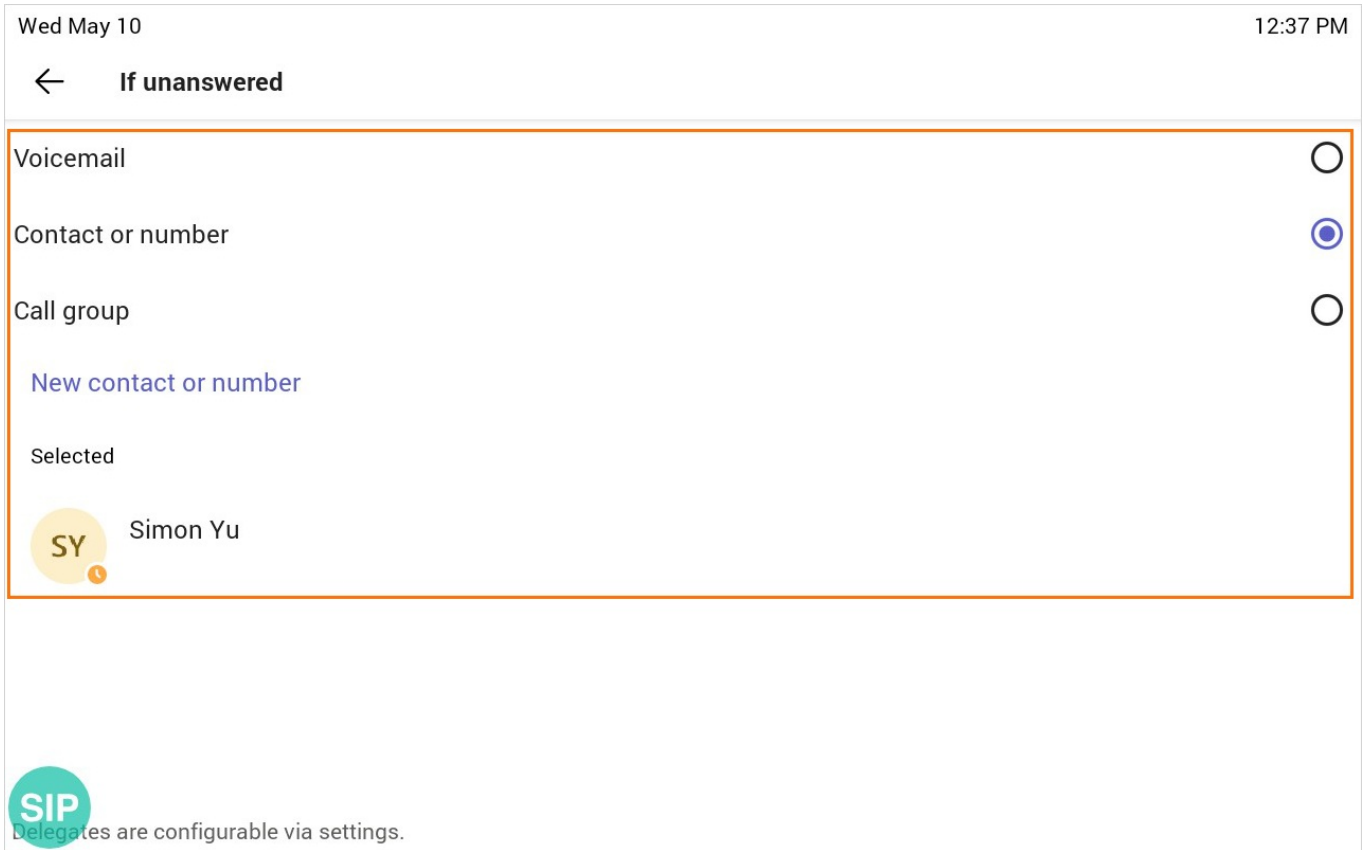 Wed May 10 12:37 PM
If unanswered
Voicemail
Contact or number
Call group
New contact or number
Selected
SY Simon Yu
SIP
Delegates are configurable via settings.